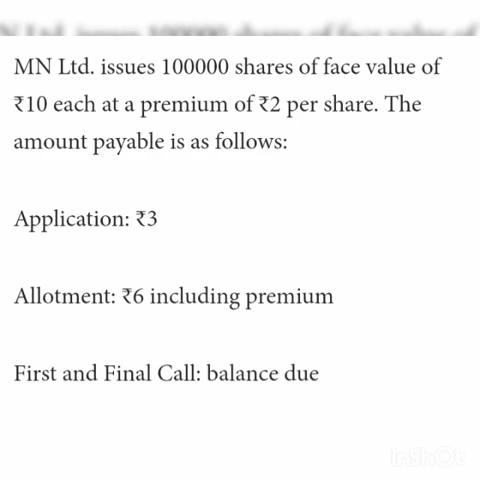 MN Ltd. issues 100000 shares of face value of
₹10 each at a premium of ₹2 per share. The
amount payable is as follows:
Application: ₹3
Allotment: ₹6 including premium
First and Final Call: balance due
InShOt